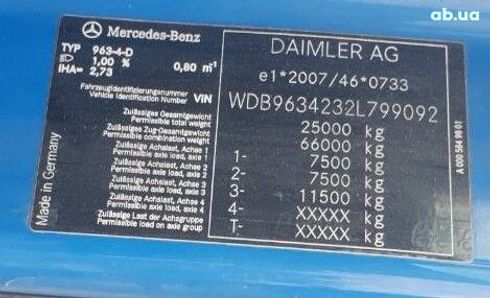 ab.ua
Mercedes-Benz
DAIMLER AG
TYP 963-4-D
1,00 % 0,80 m⁻¹
IHA= 2,73
e1*2007/46*0733
Fahrzeugidentifizierungsnummer
Vehicle Identification Number VIN WDB9634232L799092
Zulässiges Gesamtgewicht
Permissible total weight 25000 kg
Zulässiges Zug-Gesamtgewicht
Permissible combination weight 66000 kg
Zulässige Achslast, Achse 1
Permissible axle load, axle 1 1- 7500 kg
Zulässige Achslast, Achse 2
Permissible axle load, axle 2 2- 7500 kg
Zulässige Achslast, Achse 3
Permissible axle load, axle 3 3- 11500 kg
Zulässige Achslast, Achse 4
Permissible axle load, axle 4 4- XXXXX kg
Zulässige Last der Achsgruppe
Permissible load on axle group T- XXXXX kg
Made in Germany
A 000 584 99 01